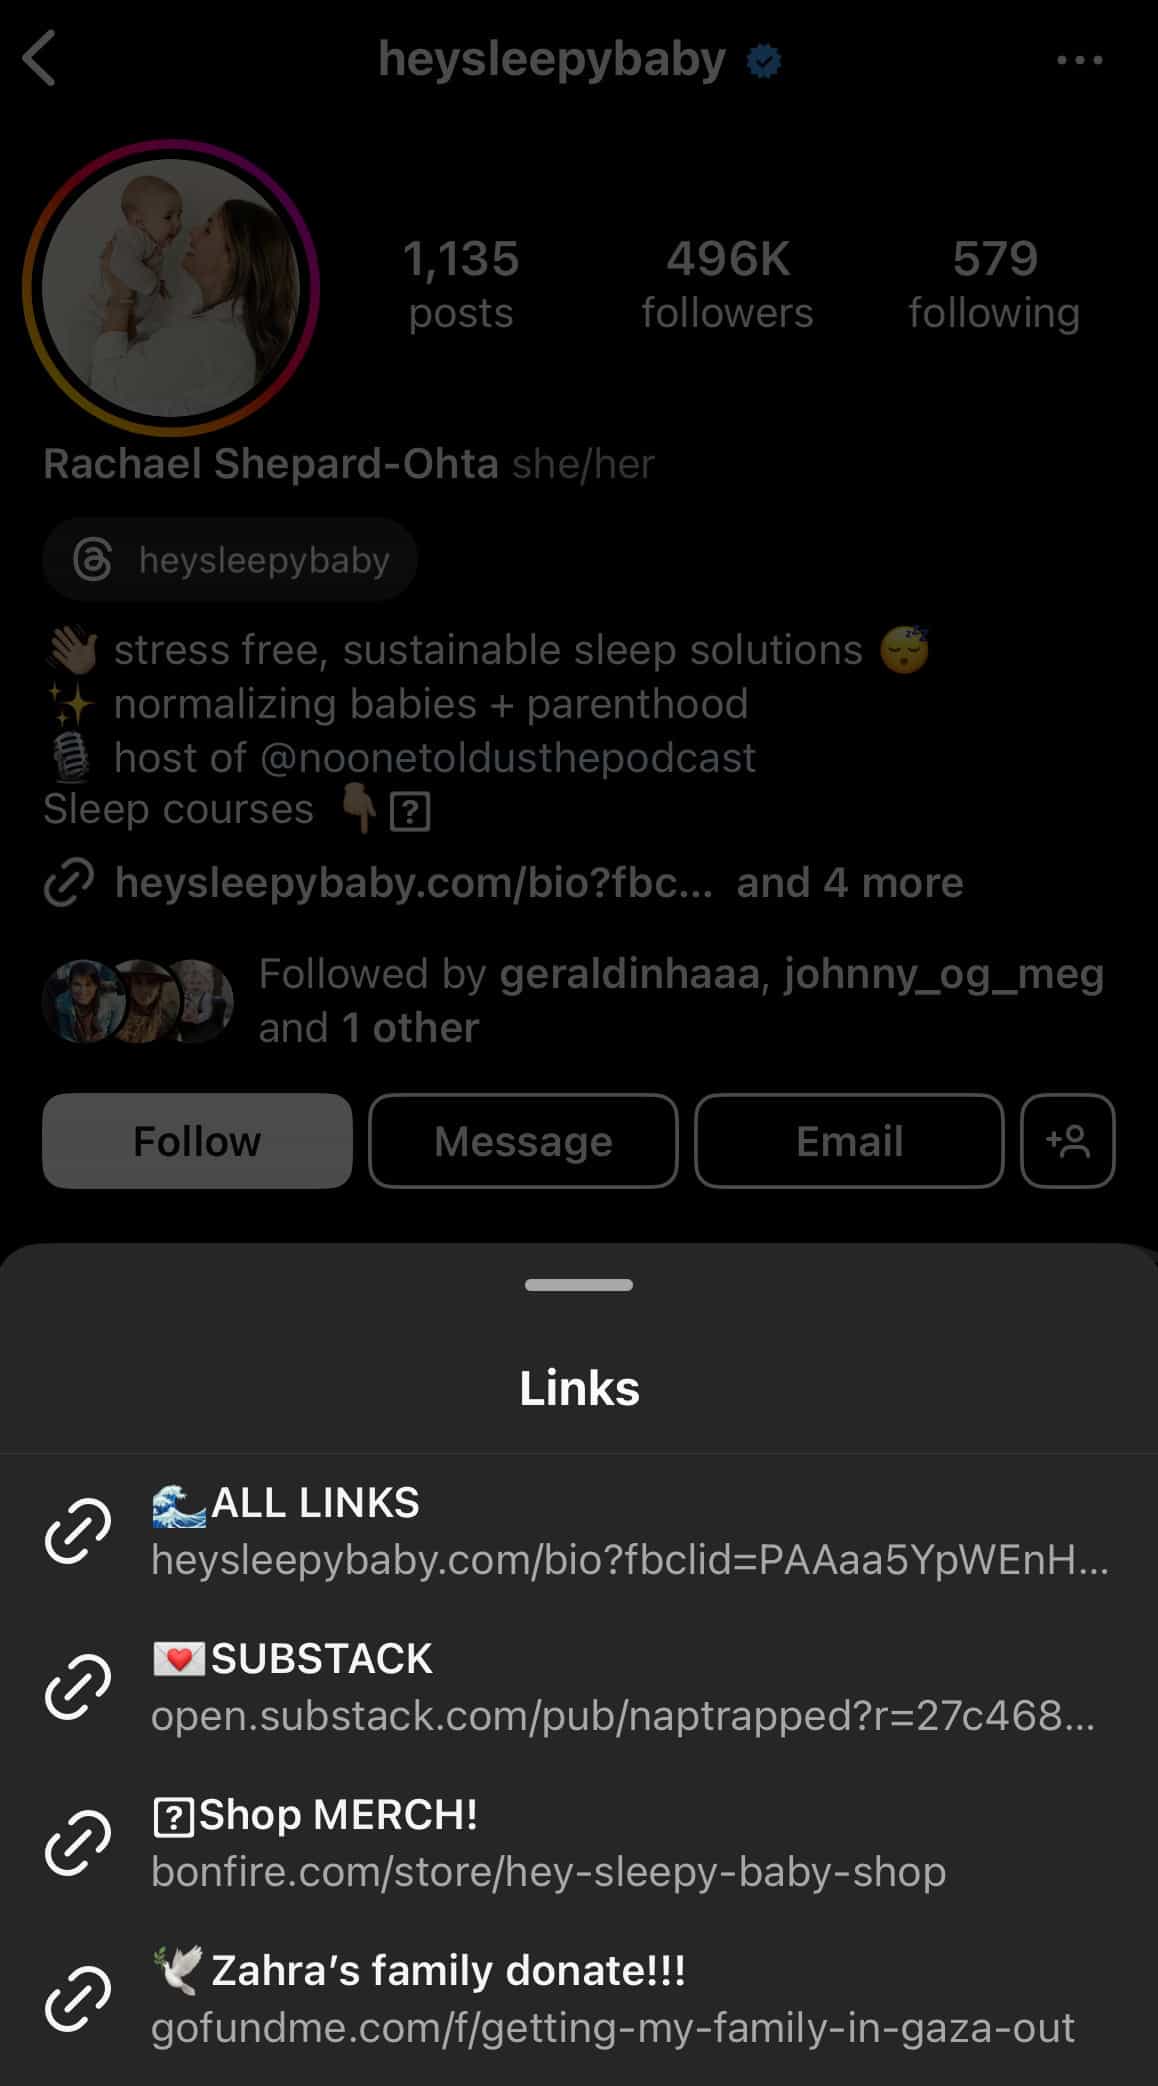 heysleepybaby
1,135 496K 579
posts followers following
Rachael Shepard-Ohta she/her
heysleepybaby
👋🏼 stress free, sustainable sleep solutions 😴
✨ normalizing babies + parenthood
🎙️ host of @noonetoldusthepodcast
Sleep courses 👇🏼
heysleepybaby.com/bio?fbc... and 4 more
Followed by geraldinhaaa, johnny_og_meg
and 1 other
Follow Message Email
Links
🌊ALL LINKS
heysleepybaby.com/bio?fbclid=PAAaa5YpWEnH...
💌SUBSTACK
open.substack.com/pub/naptrapped?r=27c468...
Shop MERCH!
bonfire.com/store/hey-sleepy-baby-shop
🕊️Zahra’s family donate!!!
gofundme.com/f/getting-my-family-in-gaza-out